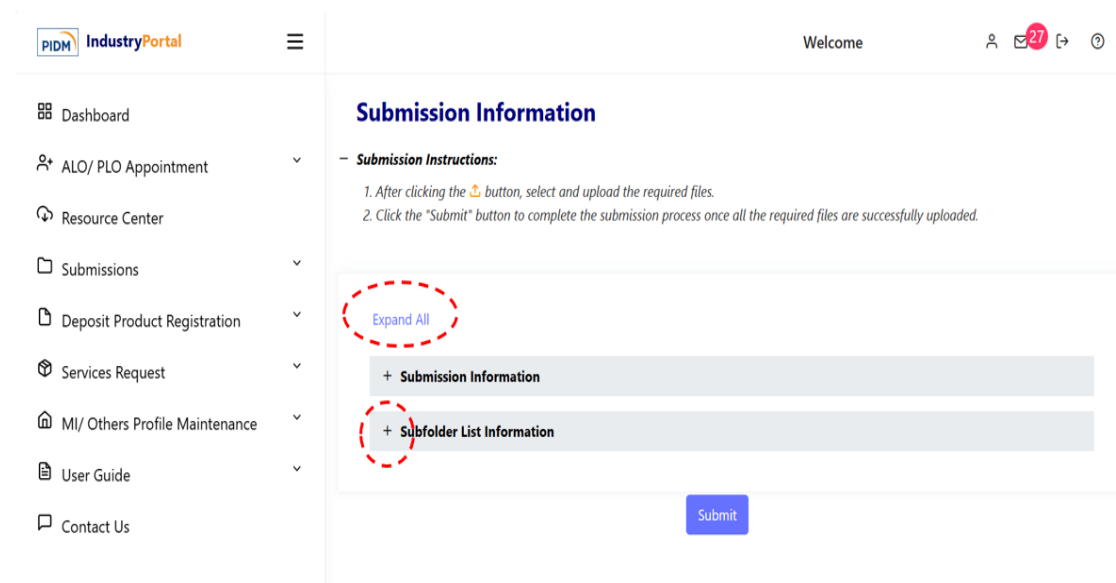 PIDM IndustryPortal
Welcome
27
Dashboard
ALO/ PLO Appointment
Resource Center
Submissions
Deposit Product Registration
Services Request
MI/ Others Profile Maintenance
User Guide
Contact Us
Submission Information
Submission Instructions:
1. After clicking the button, select and upload the required files.
2. Click the "Submit" button to complete the submission process once all the required files are successfully uploaded.
Expand All
+ Submission Information
+ Subfolder List Information
Submit